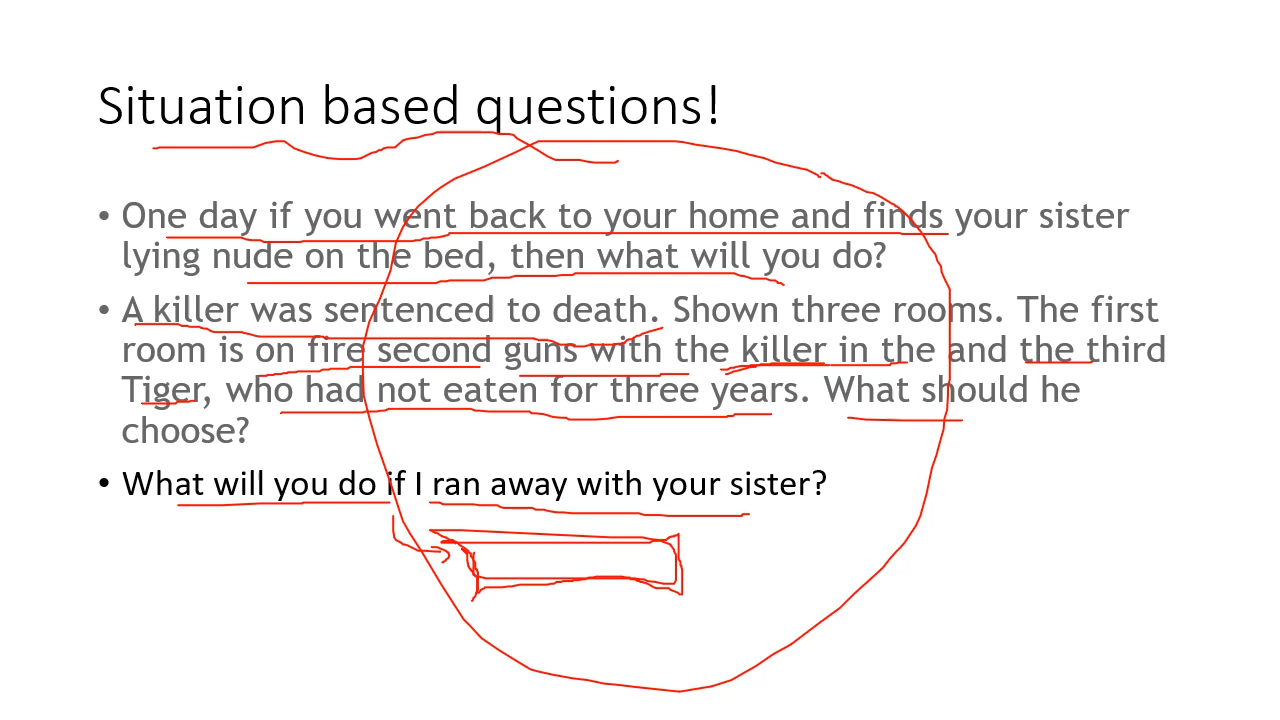 Situation based questions!
• One day if you went back to your home and finds your sister
lying nude on the bed, then what will you do?
• A killer was sentenced to death. Shown three rooms. The first
room is on fire second guns with the killer in the and the third
Tiger, who had not eaten for three years. What should he
choose?
• What will you do if I ran away with your sister?